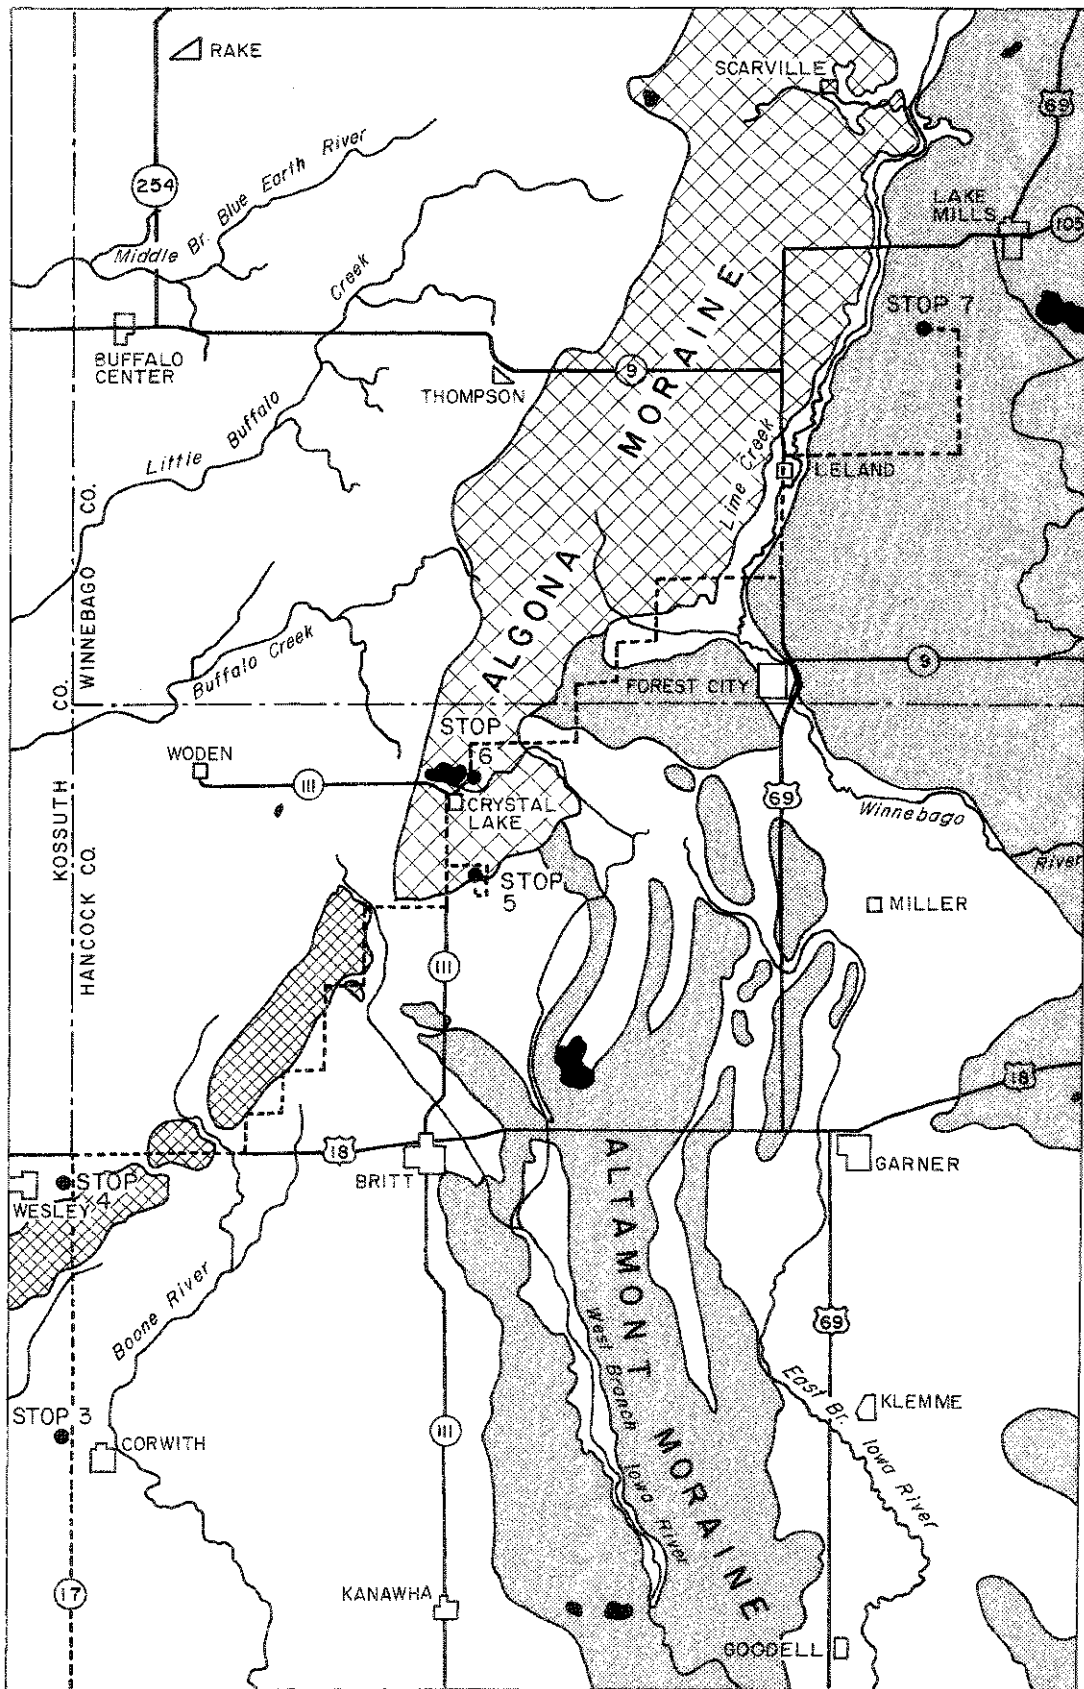 RAKE
SCARVILLE
69
Middle Br. Blue Earth River
254
LAKE
MILLS
105
Creek
STOP 7
BUFFALO
CENTER
THOMPSON
9
MORAINE
Little Buffalo
Lime Creek
LELAND
WINNEBAGO CO.
ALGONA
Buffalo Creek
KOSSUTH CO.
FOREST CITY
9
STOP
6
WODEN
111
CRYSTAL
LAKE
69
Winnebago
River
HANCOCK CO.
STOP
5
MILLER
111
18
18
BRITT
GARNER
STOP
4
WESLEY
ALTAMONT
Boone River
69
West Branch Iowa River
East Br. Iowa River
KLEMME
STOP 3
CORWITH
111
MORAINE
17
KANAWHA
GOODELL